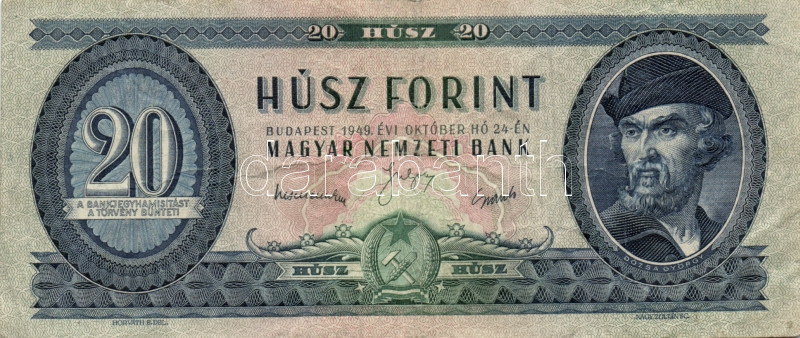 20 HÚSZ 20
HÚSZ FORINT
BUDAPEST, 1949. ÉVI OKTÓBER HÓ 24-ÉN
MAGYAR NEMZETI BANK
20
A BANKJEGYHAMISÍTÁST
A TÖRVÉNY BÜNTETI
HÚSZ HÚSZ
DÓZSA GYÖRGY
HORVÁTH E. DEL.
NAGY ZOLTÁN SC.
darabanth